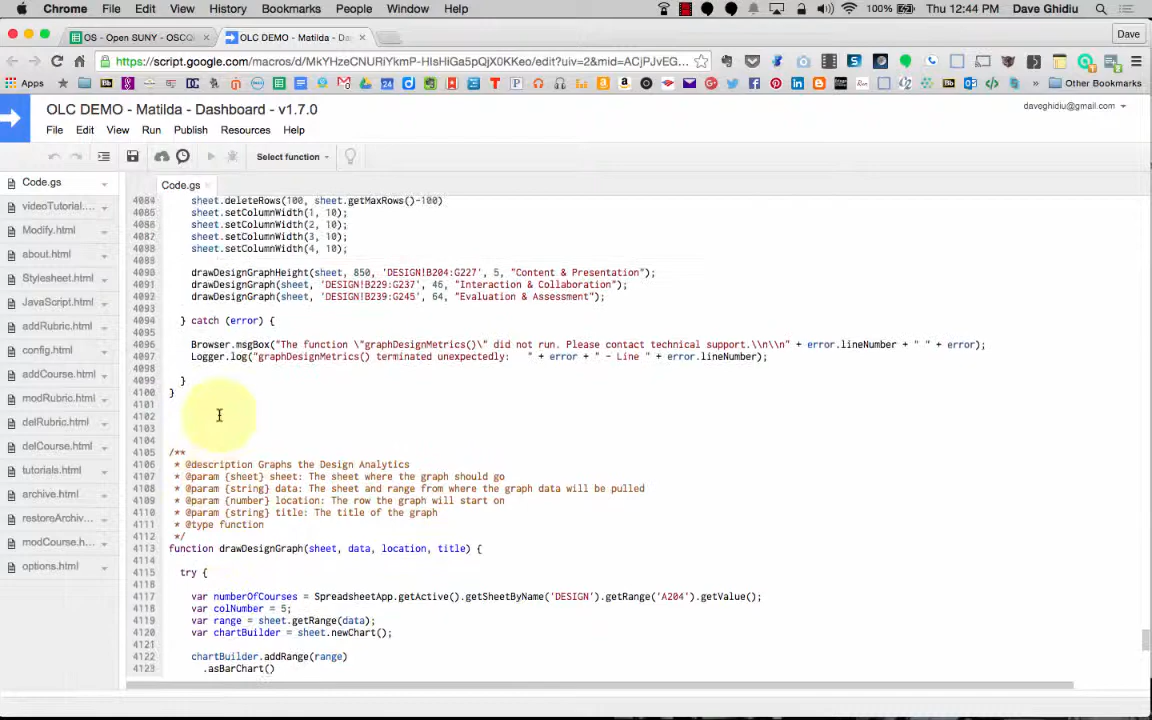 Chrome File Edit View History Bookmarks People Window Help 100% Thu 12:44 PM Dave Ghidiu
OS - Open SUNY - OSCQ
OLC DEMO - Matilda - Das
Dave
Apps
Other Bookmarks
OLC DEMO - Matilda - Dashboard - v1.7.0
daveghidiu@gmail.com
File Edit View Run Publish Resources Help
Select function
Code.gs
videoTutorial....
Modify.html
about.html
Stylesheet.html
JavaScript.html
addRubric.html
config.html
addCourse.html
modRubric.html
delRubric.html
delCourse.html
tutorials.html
archive.html
restoreArchiv...
modCourse.h...
options.html
Code.gs
4084 sheet.deleteRows(100, sheet.getMaxRows()-100)
4085 sheet.setColumnWidth(1, 10);
4086 sheet.setColumnWidth(2, 10);
4087 sheet.setColumnWidth(3, 10);
4088 sheet.setColumnWidth(4, 10);
4089
4090 drawDesignGraphHeight(sheet, 850, 'DESIGN!B204:G227', 5, "Content & Presentation");
4091 drawDesignGraph(sheet, 'DESIGN!B229:G237', 46, "Interaction & Collaboration");
4092 drawDesignGraph(sheet, 'DESIGN!B239:G245', 64, "Evaluation & Assessment");
4093
4094 } catch (error) {
4095
4096 Browser.msgBox("The function \"graphDesignMetrics()\" did not run. Please contact technical support.\\n\\n" + error.lineNumber + " " + error);
4097 Logger.log("graphDesignMetrics() terminated unexpectedly: " + error + " - Line " + error.lineNumber);
4098
4099 }
4100 }
4101
4102
4103
4104
4105 /**
4106 * @description Graphs the Design Analytics
4107 * @param {sheet} sheet: The sheet where the graph should go
4108 * @param {string} data: The sheet and range from where the graph data will be pulled
4109 * @param {number} location: The row the graph will start on
4110 * @param {string} title: The title of the graph
4111 * @type function
4112 */
4113 function drawDesignGraph(sheet, data, location, title) {
4114
4115 try {
4116
4117 var numberOfCourses = SpreadsheetApp.getActive().getSheetByName('DESIGN').getRange('A204').getValue();
4118 var colNumber = 5;
4119 var range = sheet.getRange(data);
4120 var chartBuilder = sheet.newChart();
4121
4122 chartBuilder.addRange(range)
4123 .asBarChart()